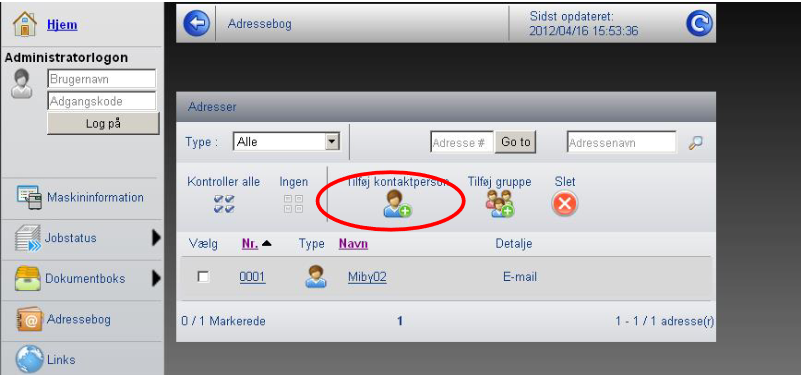 Hjem
Administratorlogon
Brugernavn
Adgangskode
Log på
Maskininformation
Jobstatus
Dokumentboks
Adressebog
Links
Adressebog
Sidst opdateret:
2012/04/16 15:53:36
Adresser
Type : Alle Adresse # Go to Adressenavn
Kontroller alle Ingen Tilføj kontaktperson Tilføj gruppe Slet
Vælg Nr. Type Navn Detalje
0001 Miby02 E-mail
0 / 1 Markerede 1 1 - 1 / 1 adresse(r)